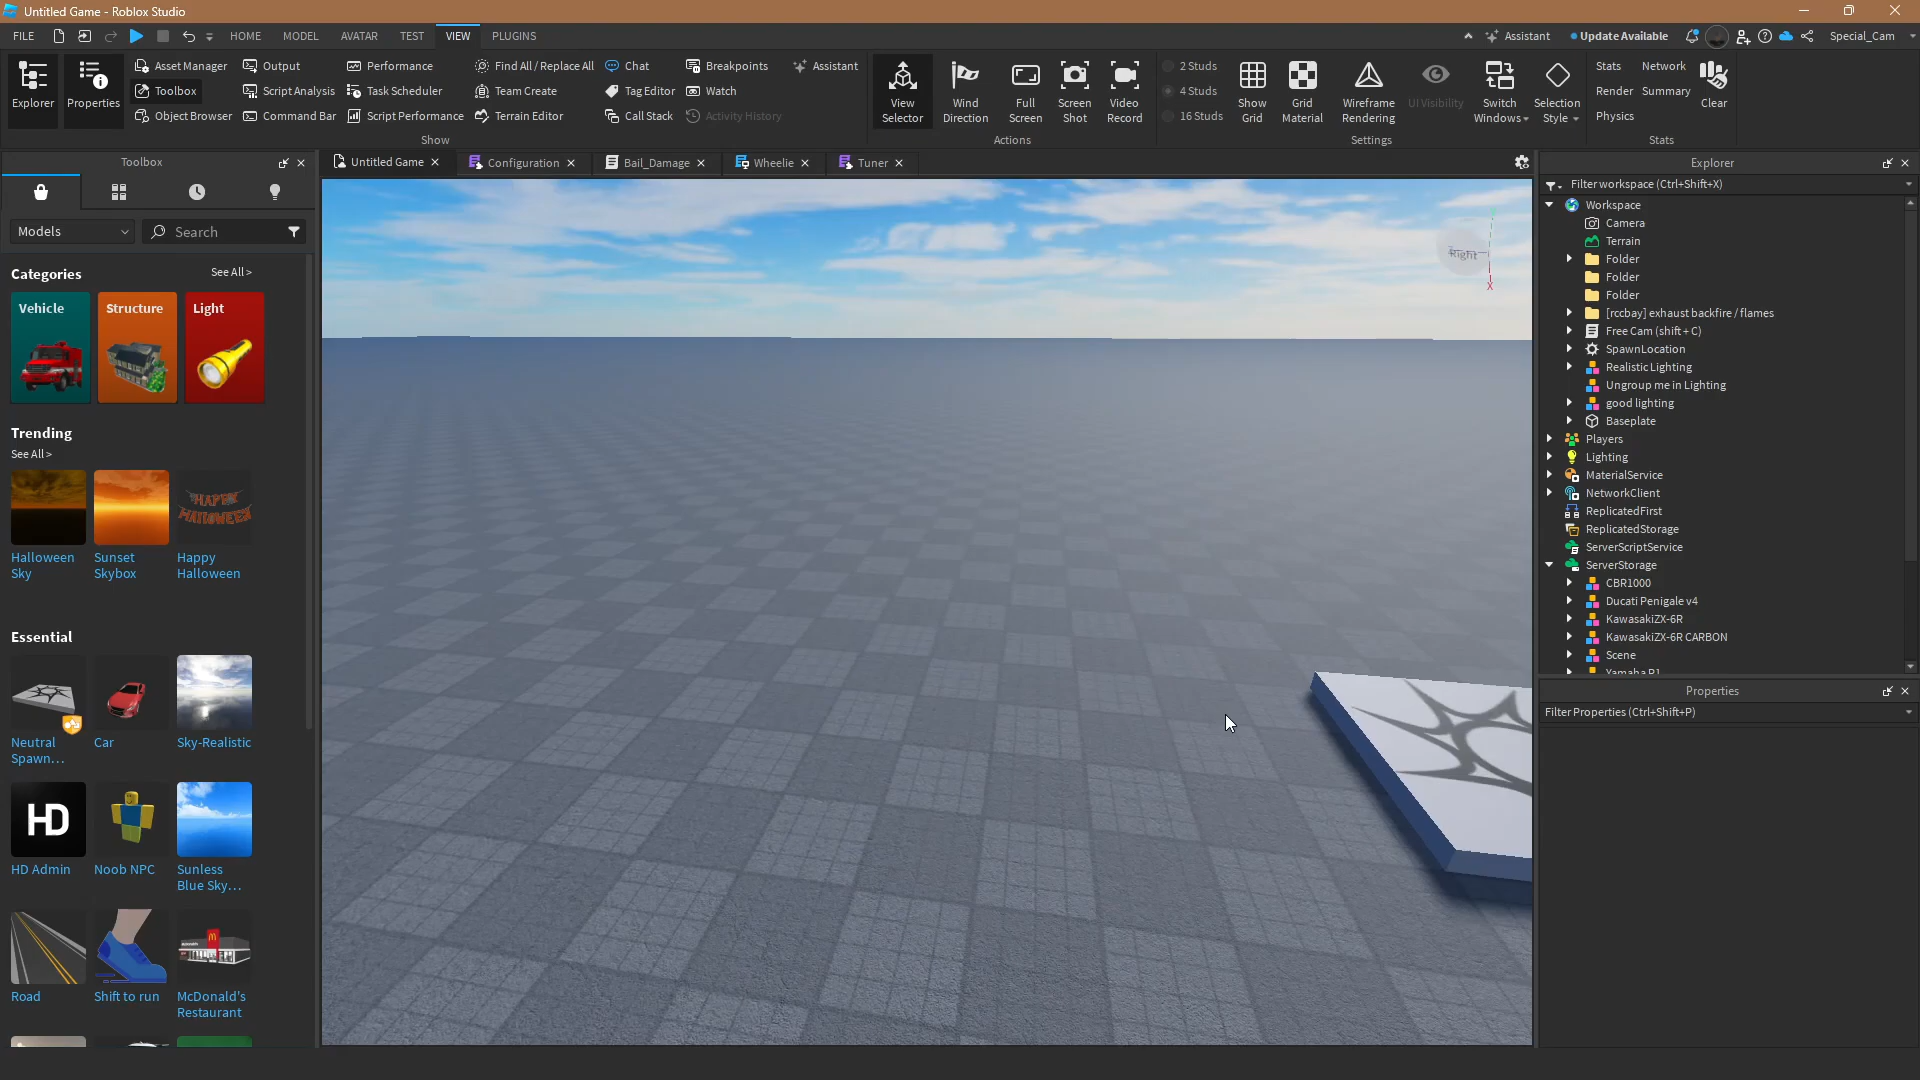 Untitled Game - Roblox Studio
FILE HOME MODEL AVATAR TEST VIEW PLUGINS Assistant Update Available Special_Cam
Explorer
Properties
Asset Manager
Toolbox
Object Browser
Output
Script Analysis
Command Bar
Performance
Task Scheduler
Script Performance
Find All / Replace All
Team Create
Terrain Editor
Chat
Tag Editor
Call Stack
Breakpoints
Watch
Activity History
Assistant
Show
View
Selector
Wind
Direction
Full
Screen
Screen
Shot
Video
Record
Actions
2 Studs
4 Studs
16 Studs
Show
Grid
Grid
Material
Wireframe
Rendering
UI Visibility
Switch
Windows
Selection
Style
Settings
Stats
Render
Physics
Network
Summary
Clear
Stats
Toolbox
Models
Search
Categories
See All >
Vehicle
Structure
Light
Trending
See All >
Halloween
Sky
Sunset
Skybox
HAPPY
HALLOWEEN
Happy
Halloween
Essential
Neutral
Spawn...
Car
Sky-Realistic
HD
HD Admin
Noob NPC
Sunless
Blue Sky...
Road
Shift to run
McDonald's
Restaurant
Untitled Game
Configuration
Bail_Damage
Wheelie
Tuner
Right
X
Explorer
Filter workspace (Ctrl+Shift+X)
Workspace
Camera
Terrain
Folder
Folder
Folder
[rccbay] exhaust backfire / flames
Free Cam (shift + C)
SpawnLocation
Realistic Lighting
Ungroup me in Lighting
good lighting
Baseplate
Players
Lighting
MaterialService
NetworkClient
ReplicatedFirst
ReplicatedStorage
ServerScriptService
ServerStorage
CBR1000
Ducati Penigale v4
KawasakiZX-6R
KawasakiZX-6R CARBON
Scene
Yamaha R1
Properties
Filter Properties (Ctrl+Shift+P)